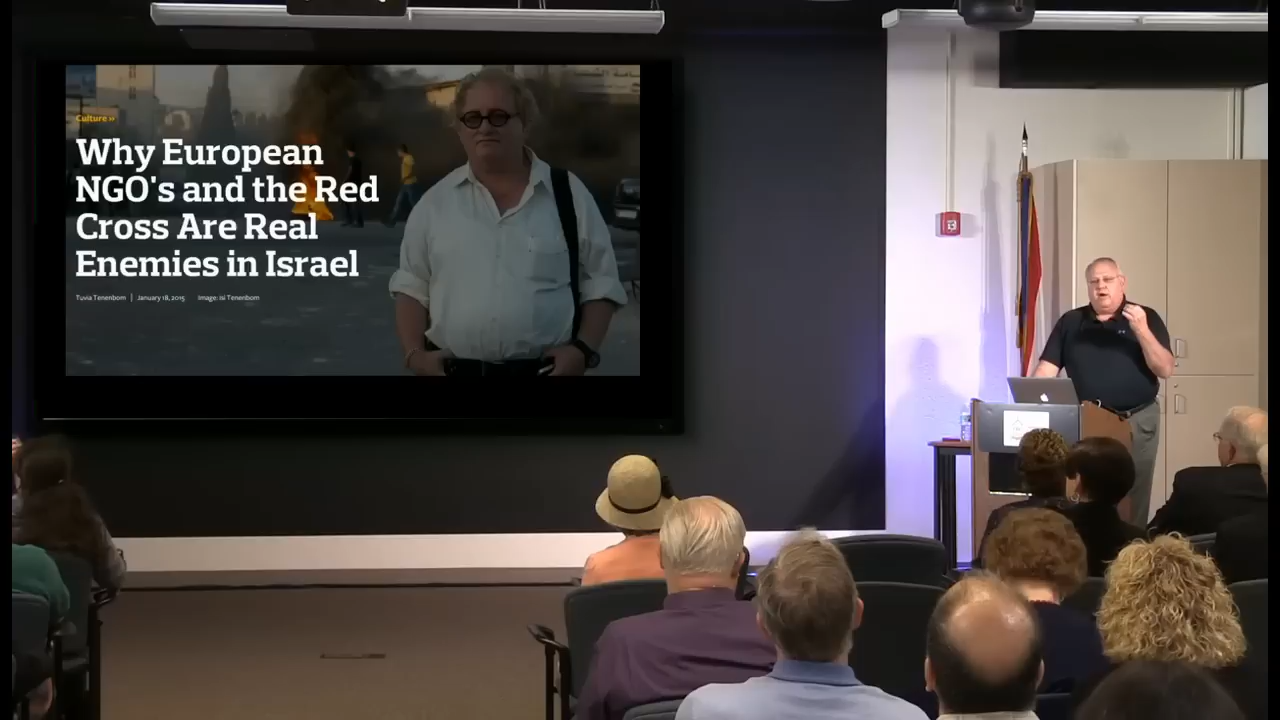 Culture »
Why European
NGO's and the Red
Cross Are Real
Enemies in Israel
Tuvia Tenenbom | January 18, 2015 Image: Isi Tenenbom